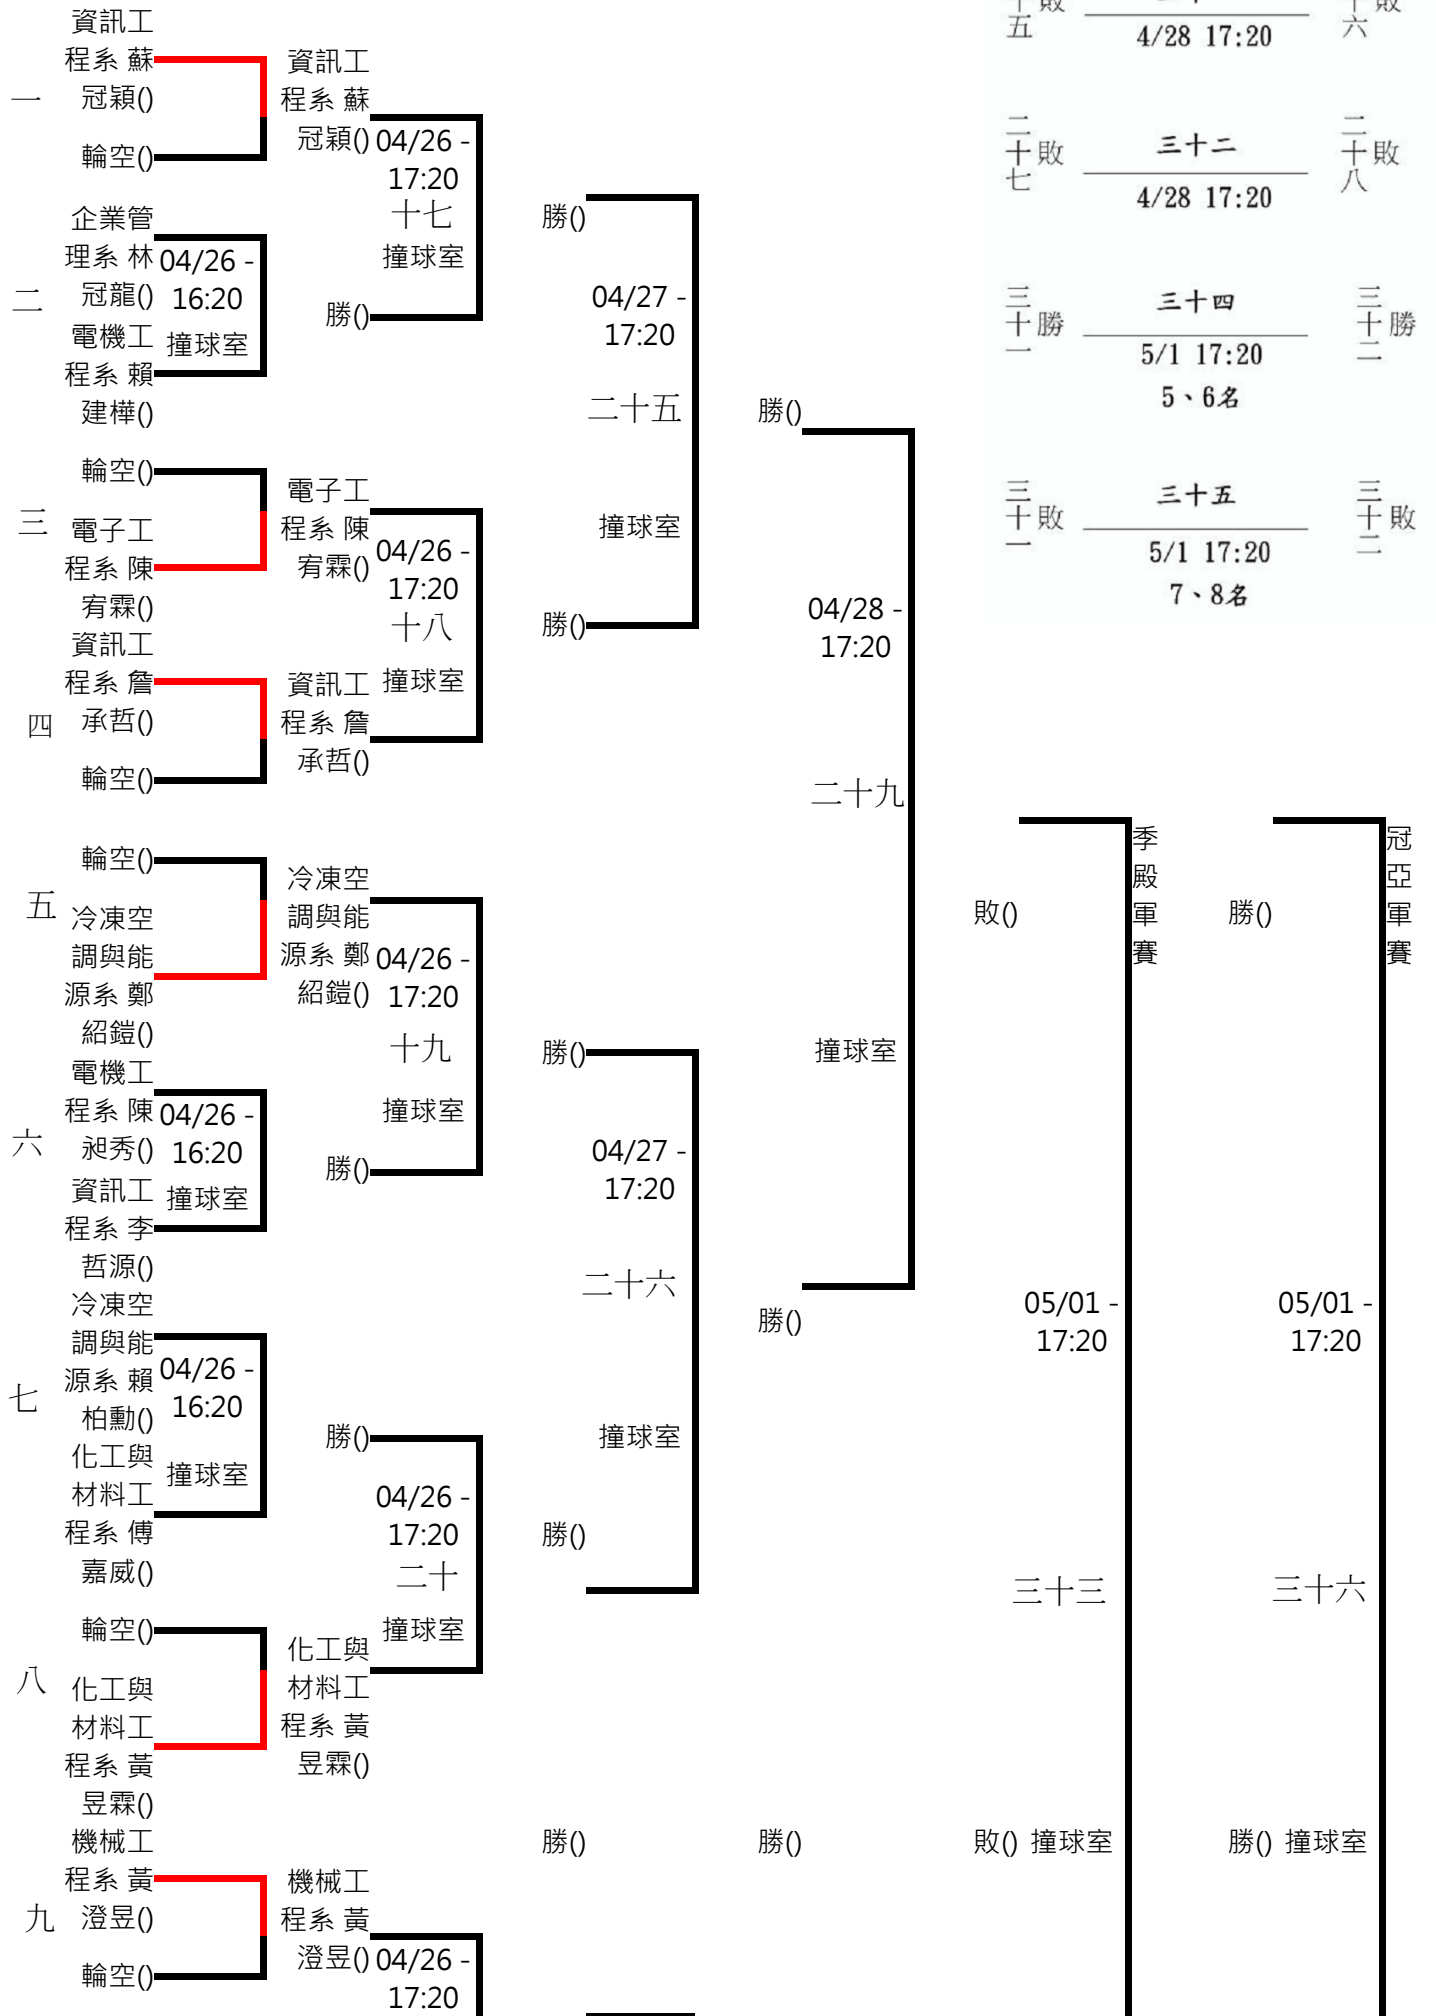 資訊工
程系 蘇
冠穎()
一
輪空()
企業管
理系 林
冠龍()
二
電機工
程系 賴
建樺()
04/26 -
16:20
撞球室
輪空()
三
電子工
程系 陳
宥霖()
資訊工
程系 詹
承哲()
四
輪空()
輪空()
五
冷凍空
調與能
源系 鄭
紹鎧()
電機工
程系 陳
昶秀()
六
資訊工
程系 李
哲源()
04/26 -
16:20
撞球室
冷凍空
調與能
源系 賴
柏勳()
七
化工與
材料工
程系 傅
嘉威()
04/26 -
16:20
撞球室
輪空()
八
化工與
材料工
程系 黃
昱霖()
機械工
程系 黃
澄昱()
九
輪空()
資訊工
程系 蘇
冠穎()
04/26 -
17:20
十七
撞球室
勝()
電子工
程系 陳
宥霖()
04/26 -
17:20
十八
撞球室
資訊工
程系 詹
承哲()
冷凍空
調與能
源系 鄭
紹鎧()
04/26 -
17:20
十九
撞球室
勝()
勝()
04/26 -
17:20
二十
撞球室
化工與
材料工
程系 黃
昱霖()
機械工
程系 黃
澄昱()
04/26 -
17:20
勝()
04/27 -
17:20
二十五
撞球室
勝()
勝()
04/27 -
17:20
二十六
撞球室
勝()
勝()
勝()
04/28 -
17:20
二十九
撞球室
勝()
勝()
敗()
季
殿
軍
賽
05/01 -
17:20
三十三
敗() 撞球室
勝()
冠
亞
軍
賽
05/01 -
17:20
三十六
勝() 撞球室
4/28 17:20
二十七敗
三十二
4/28 17:20
二十八敗
三十一勝
三十四
5/1 17:20
5、6名
三十二勝
三十一敗
三十五
5/1 17:20
7、8名
三十二敗